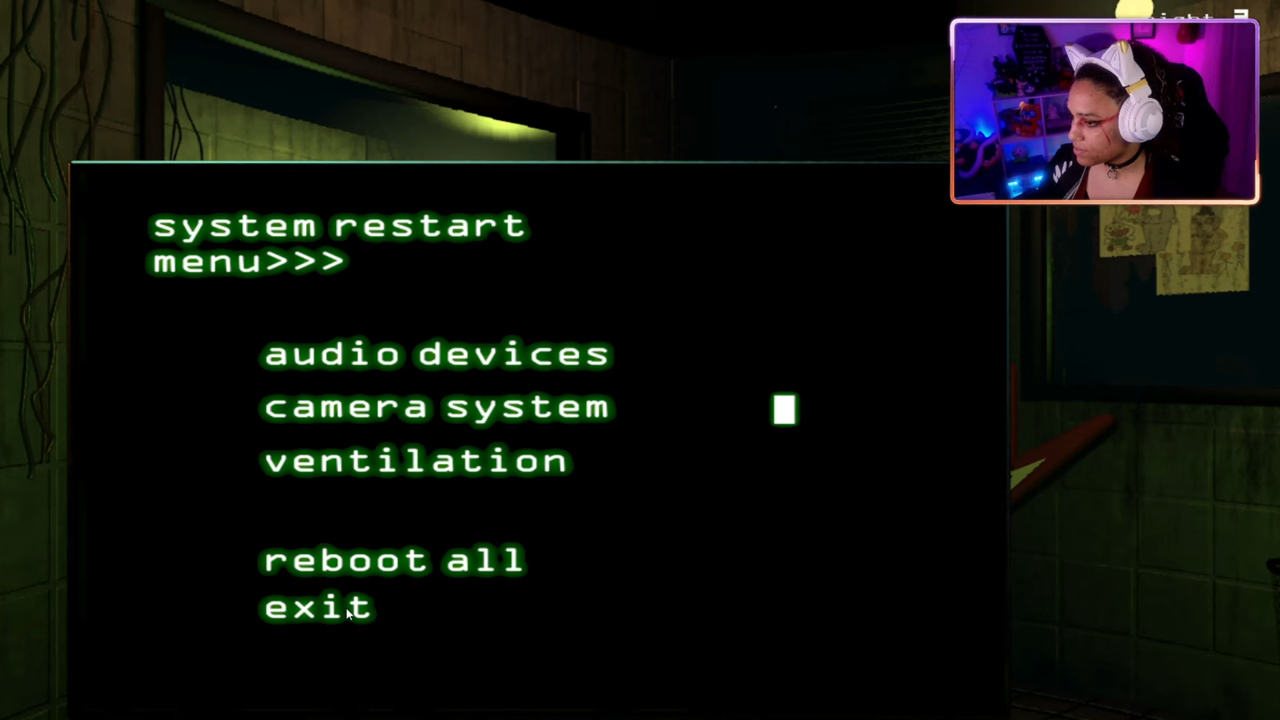 system restart
menu>>>
audio devices
camera system
ventilation
reboot all
exit